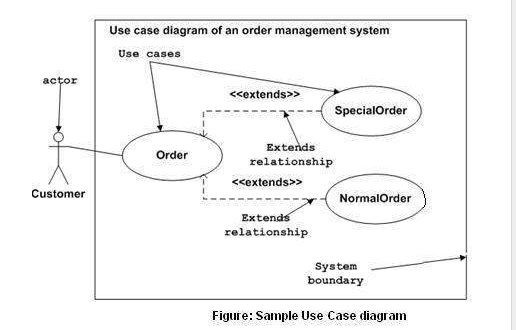 Use case diagram of an order management system
Use cases
actor
<<extends>>
SpecialOrder
Extends
relationship
Order
<<extends>>
Customer
NormalOrder
Extends
relationship
System
boundary
Figure: Sample Use Case diagram